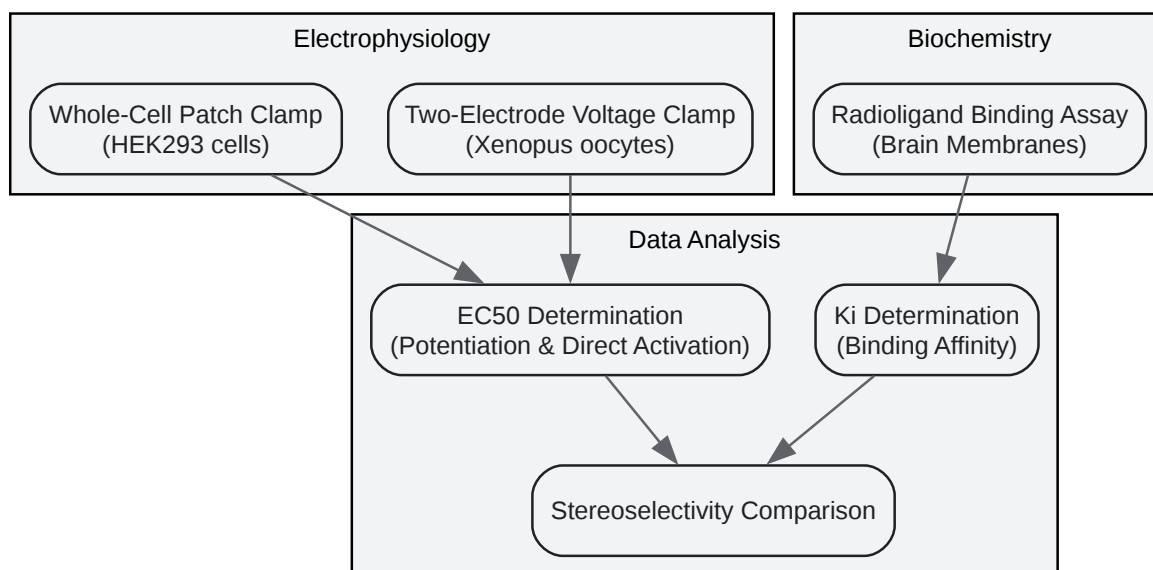 Electrophysiology
Biochemistry
Whole-Cell Patch Clamp
(HEK293 cells)
Two-Electrode Voltage Clamp
(Xenopus oocytes)
Radioligand Binding Assay
(Brain Membranes)
Data Analysis
EC50 Determination
(Potentiation & Direct Activation)
Ki Determination
(Binding Affinity)
Stereoselectivity Comparison